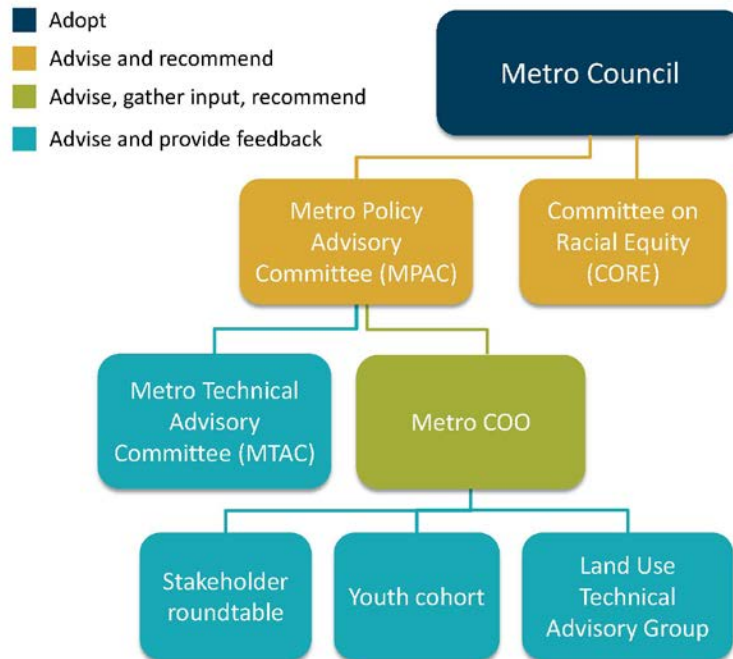 Adopt
Advise and recommend
Advise, gather input, recommend
Advise and provide feedback
Metro Council
Metro Policy
Advisory
Committee (MPAC)
Committee on
Racial Equity
(CORE)
Metro Technical
Advisory
Committee (MTAC)
Metro COO
Stakeholder
roundtable
Youth cohort
Land Use
Technical
Advisory Group